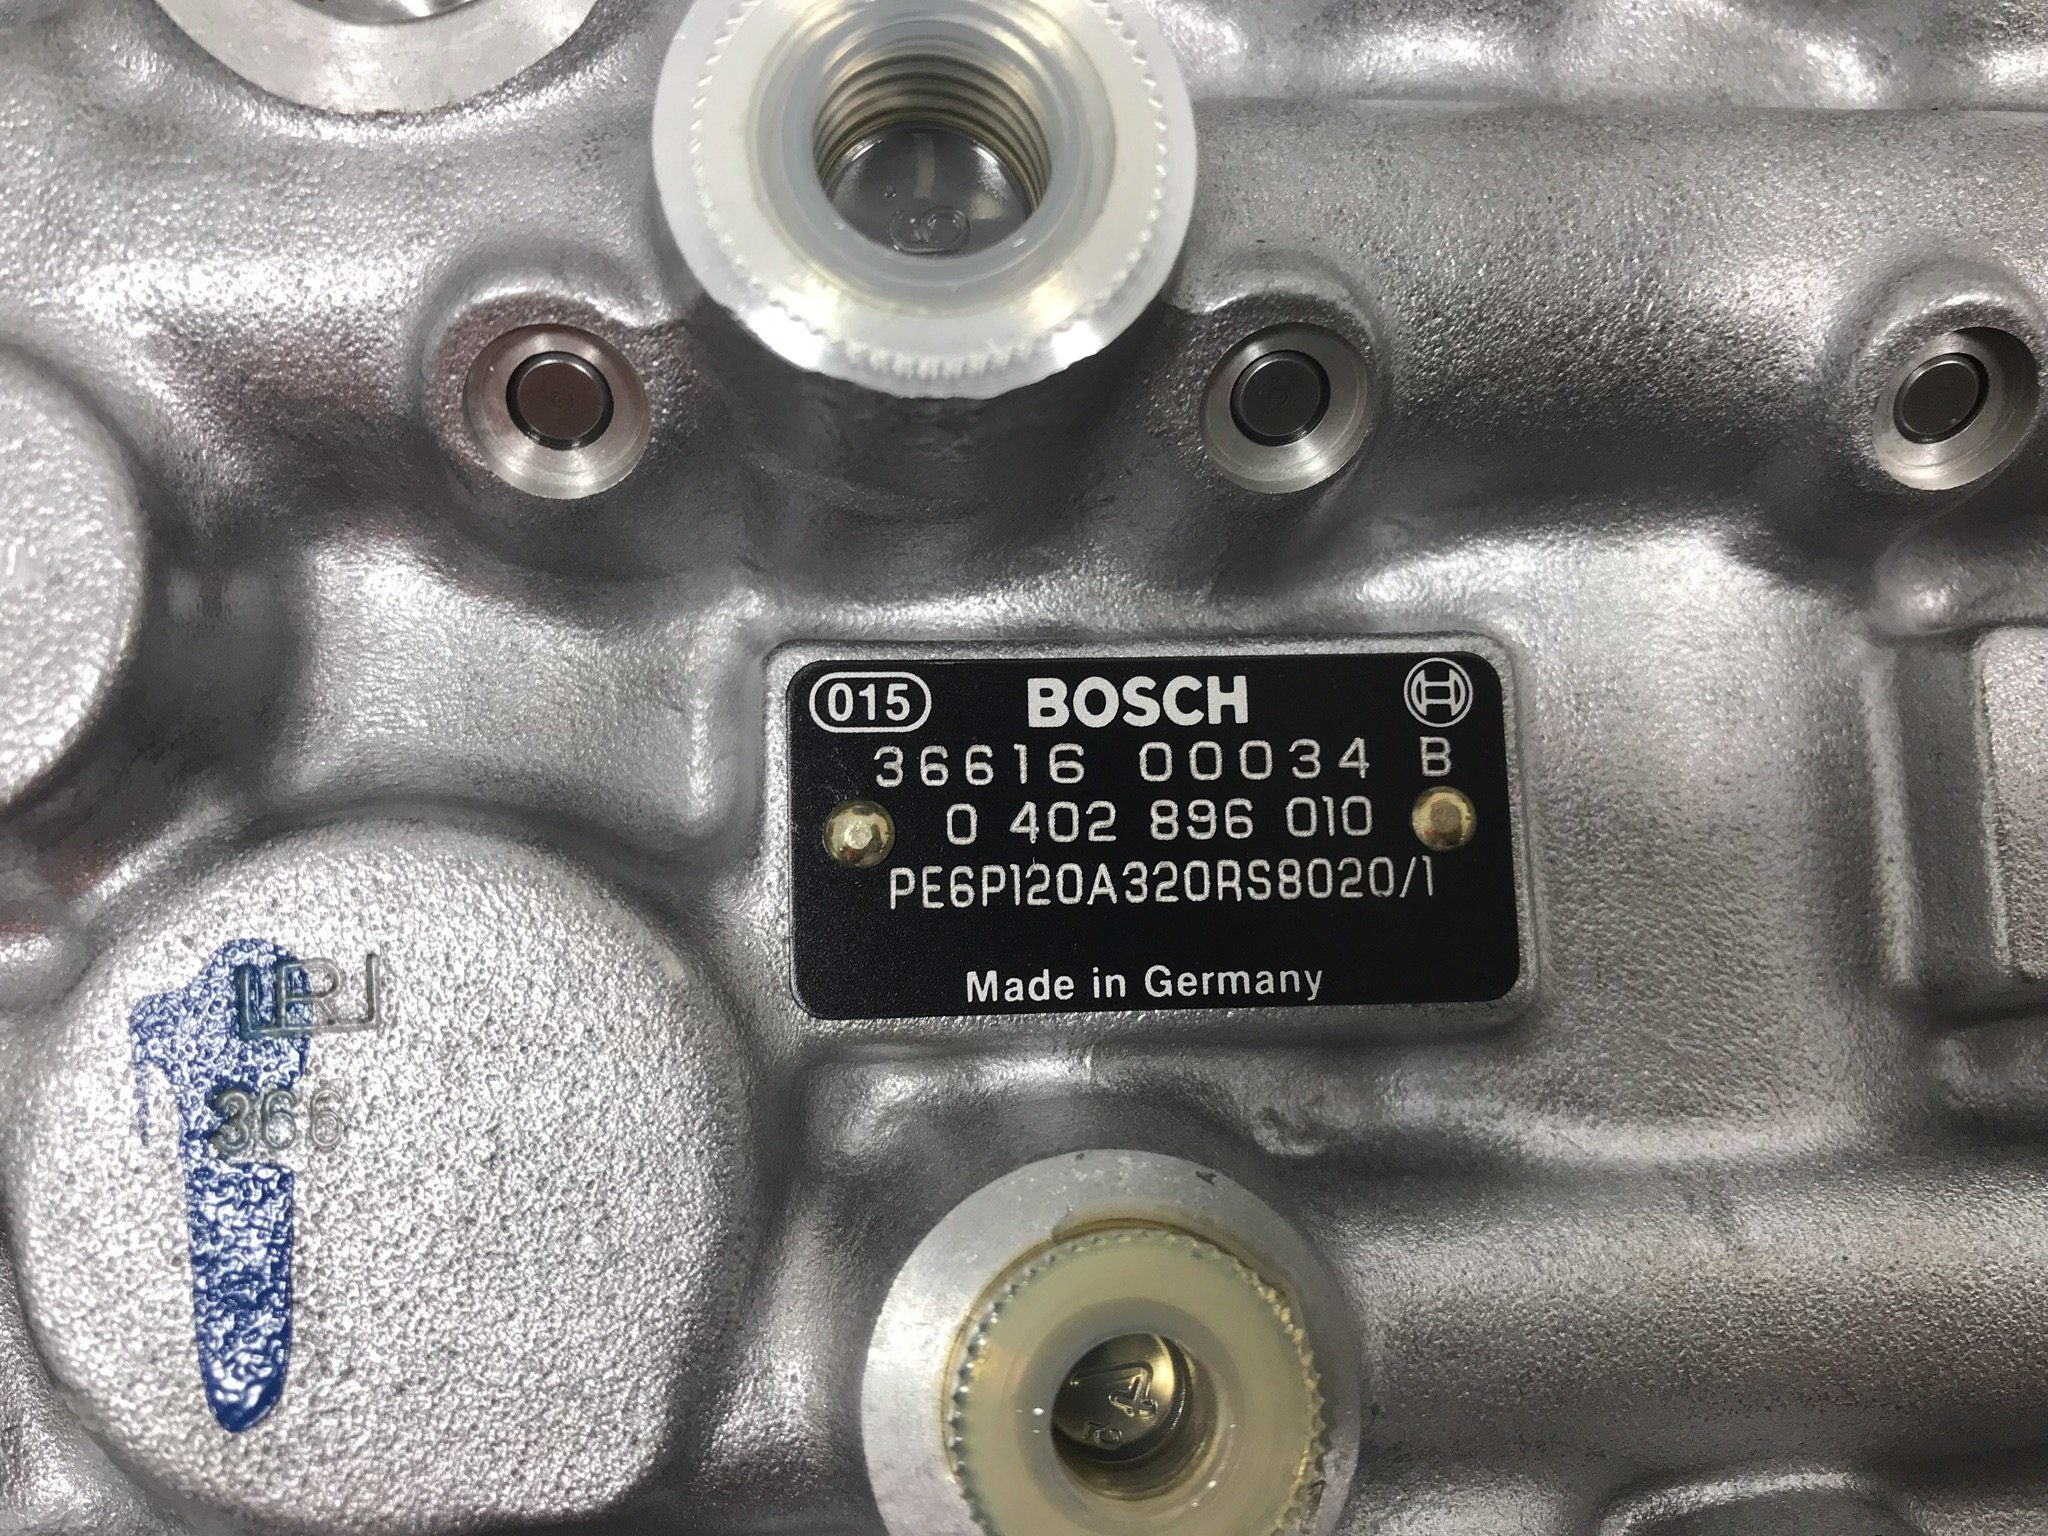 015 BOSCH
36616 00034 B
0 402 896 010
PE6P120A320RS8020/1
Made in Germany
366